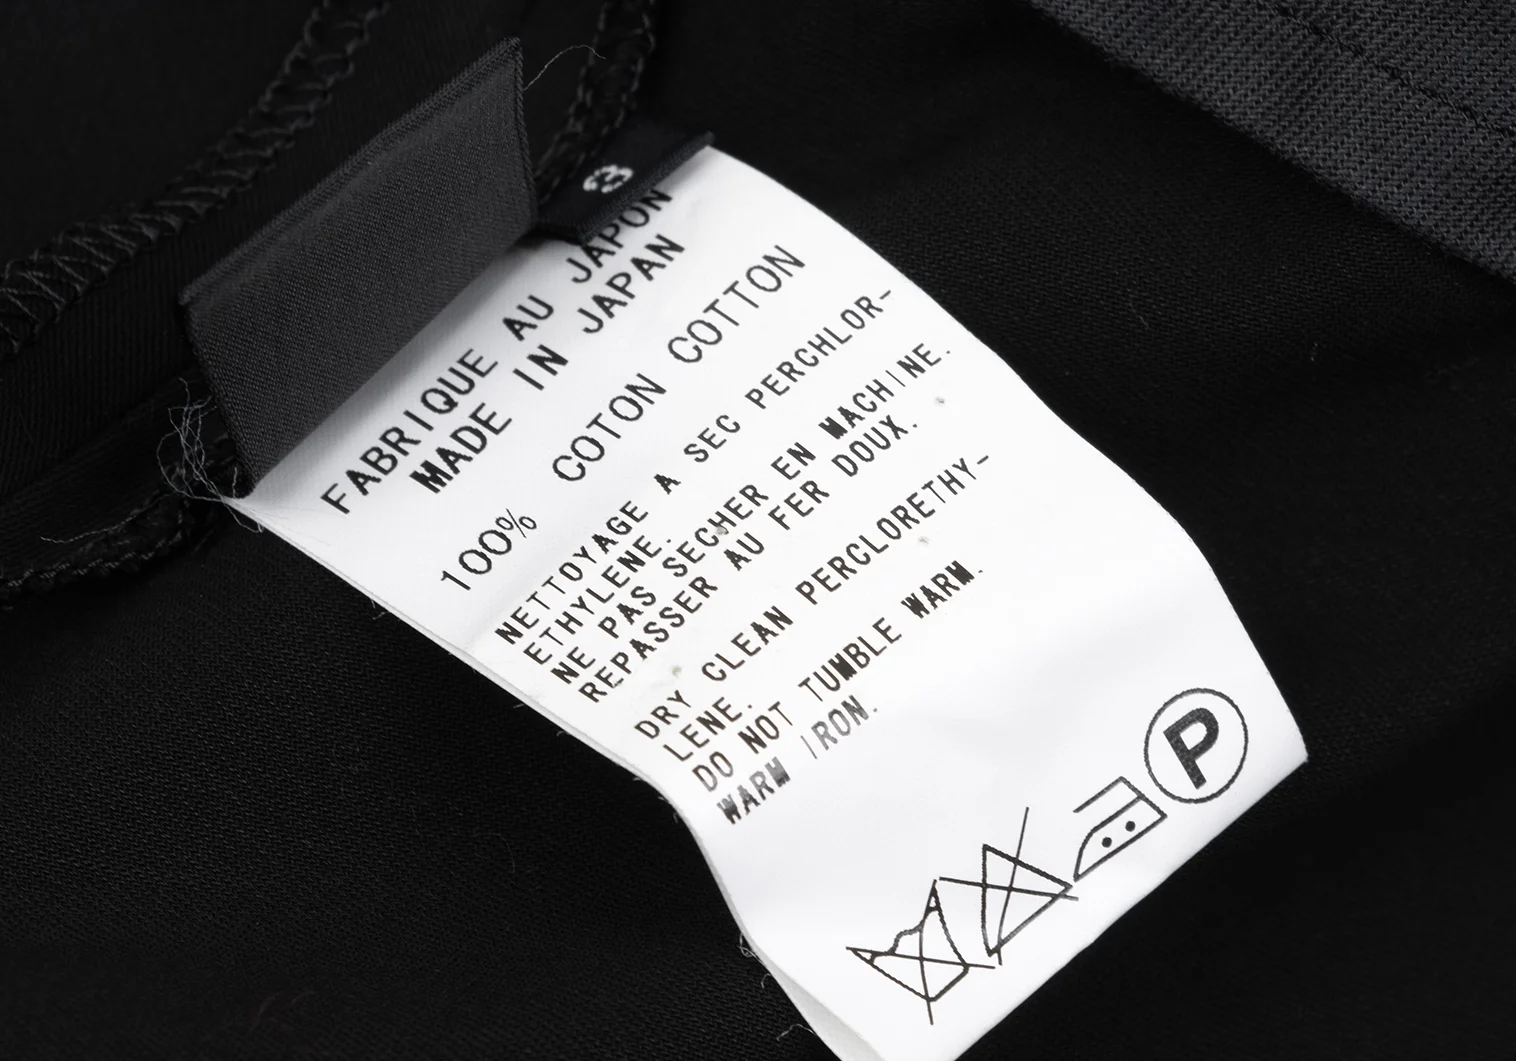 3
FABRIQUE AU JAPON
MADE IN JAPAN
100% COTON COTTON
NETTOYAGE A SEC PERCHLOR-
ETHYLENE.
NE PAS SECHER EN MACHINE.
REPASSER AU FER DOUX.
DRY CLEAN PERCLORETHY-
LENE.
DO NOT TUMBLE WARM.
WARM IRON.
P